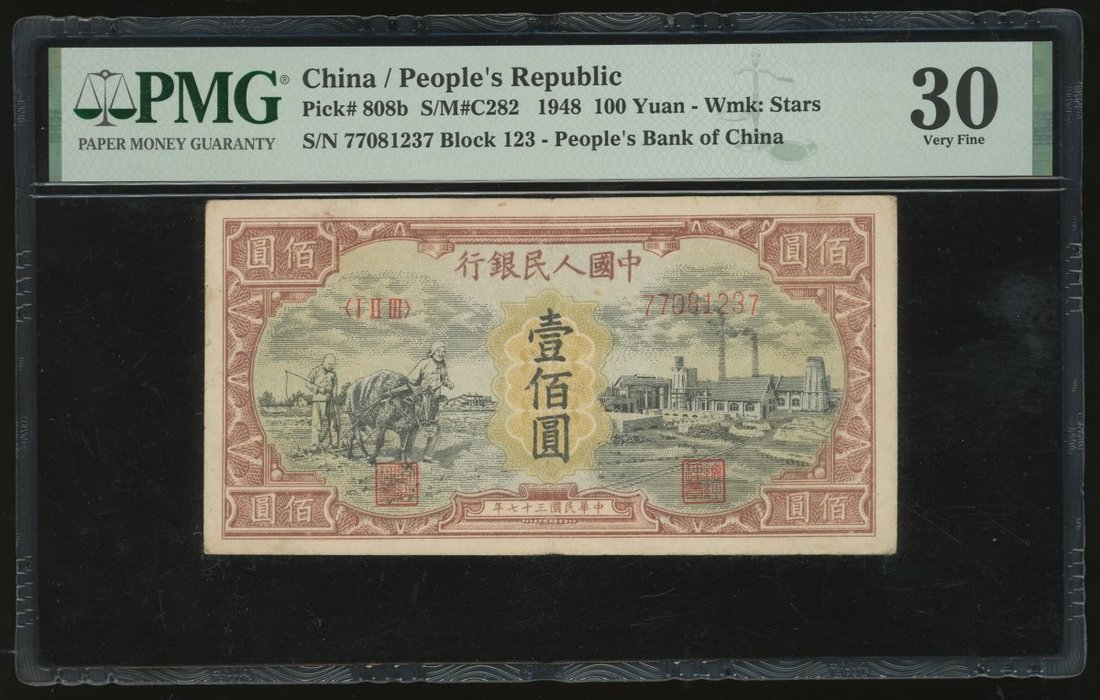 PMG®
PAPER MONEY GUARANTY
China / People's Republic
Pick# 808b S/M#C282 1948 100 Yuan - Wmk: Stars
S/N 77081237 Block 123 - People's Bank of China
30
Very Fine
圓佰
行銀民人國中
圓佰
〈I II III〉
77081237
壹佰圓
圓佰
年七十三國民華中
圓佰